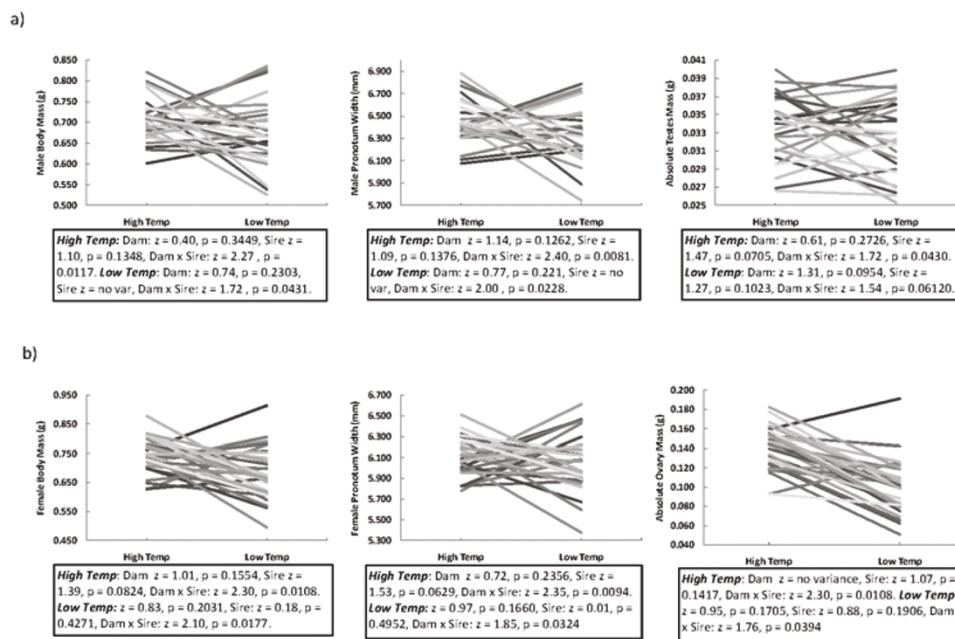 a)
Male Body Mass (g)
0.850
0.800
0.750
0.700
0.650
0.600
0.550
0.500
High Temp
Low Temp
High Temp: Dam: z = 0.40, p = 0.3449, Sire z =
1.10, p = 0.1348, Dam x Sire: z = 2.27 , p =
0.0117. Low Temp: Dam: z = 0.74, p = 0.2303,
Sire z = no var, Dam x Sire: z = 1.72 , p = 0.0431.
Male Pronotum Width (mm)
6.900
6.700
6.500
6.300
6.100
5.900
5.700
High Temp
Low Temp
High Temp: Dam z = 1.14, p = 0.1262, Sire z =
1.09, p = 0.1376, Dam x Sire: z = 2.40, p = 0.0081.
Low Temp: Dam: z = 0.77, p = 0.221, Sire z = no
var, Dam x Sire: z = 2.00 , p = 0.0228.
Absolute Testes Mass (g)
0.041
0.039
0.037
0.035
0.033
0.031
0.029
0.027
0.025
High Temp
Low Temp
High Temp: Dam: z = 0.61, p = 0.2726, Sire z =
1.47, p = 0.0705, Dam x Sire: z = 1.72, p = 0.0430.
Low Temp: Dam: z = 1.31, p = 0.0954, Sire z =
1.27, p = 0.1023, Dam x Sire: z = 1.54 , p= 0.06120.
b)
Female Body Mass (g)
0.950
0.850
0.750
0.650
0.550
0.450
High Temp
Low Temp
High Temp: Dam z = 1.01, p = 0.1554, Sire z =
1.39, p = 0.0824, Dam x Sire: z = 2.30, p = 0.0108.
Low Temp: z = 0.83, p = 0.2031, Sire: z = 0.18, p =
0.4271, Dam x Sire: z = 2.10, p = 0.0177.
Female Pronotum Width (mm)
6.700
6.500
6.300
6.100
5.900
5.700
5.500
5.300
High Temp
Low Temp
High Temp: Dam z = 0.72, p = 0.2356, Sire z =
1.53, p = 0.0629, Dam x Sire: z = 2.35, p = 0.0094.
Low Temp: z = 0.97, p = 0.1660, Sire: z = 0.01, p =
0.4952, Dam x Sire: z = 1.85, p = 0.0324
Absolute Ovary Mass (g)
0.200
0.180
0.160
0.140
0.120
0.100
0.080
0.060
0.040
High Temp
Low Temp
High Temp: Dam z = no variance, Sire: z = 1.07, p =
0.1417, Dam x Sire: z = 2.30, p = 0.0108. Low Temp
z = 0.95, p = 0.1705, Sire: z = 0.88, p = 0.1906, Dam
x Sire: z = 1.76, p = 0.0394